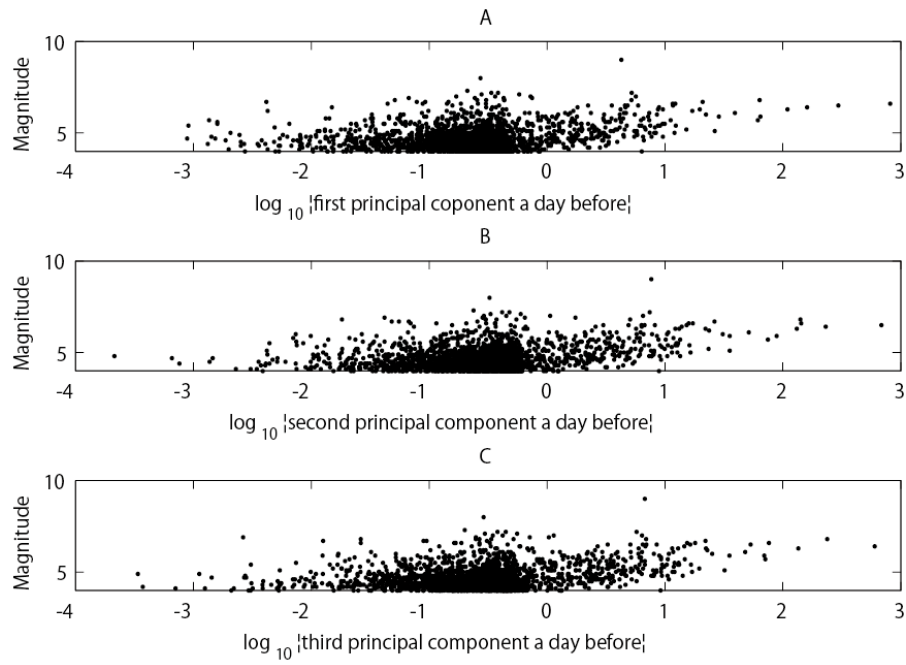 A
10
Magnitude
5
-4 -3 -2 -1 0 1 2 3
log 10 ¦first principal coponent a day before¦
B
10
Magnitude
5
-4 -3 -2 -1 0 1 2 3
log 10 ¦second principal component a day before¦
C
10
Magnitude
5
-4 -3 -2 -1 0 1 2 3
log 10 ¦third principal component a day before¦